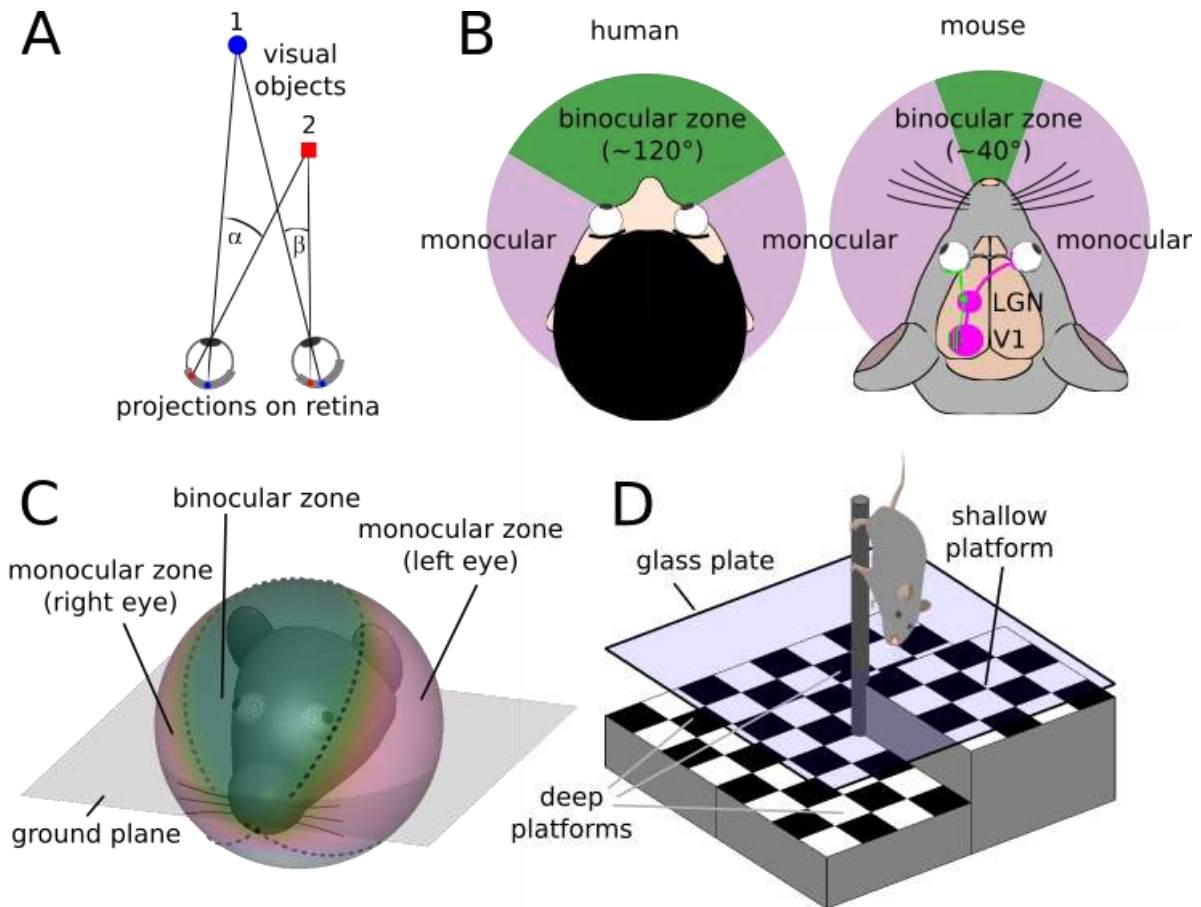 A
1
visual
objects
2
α
β
projections on retina
B
human
mouse
binocular zone
(~120°)
binocular zone
(~40°)
monocular
monocular
monocular
LGN
V1
C
binocular zone
monocular zone
(left eye)
monocular zone
(right eye)
ground plane
D
shallow
platform
glass plate
deep
platforms